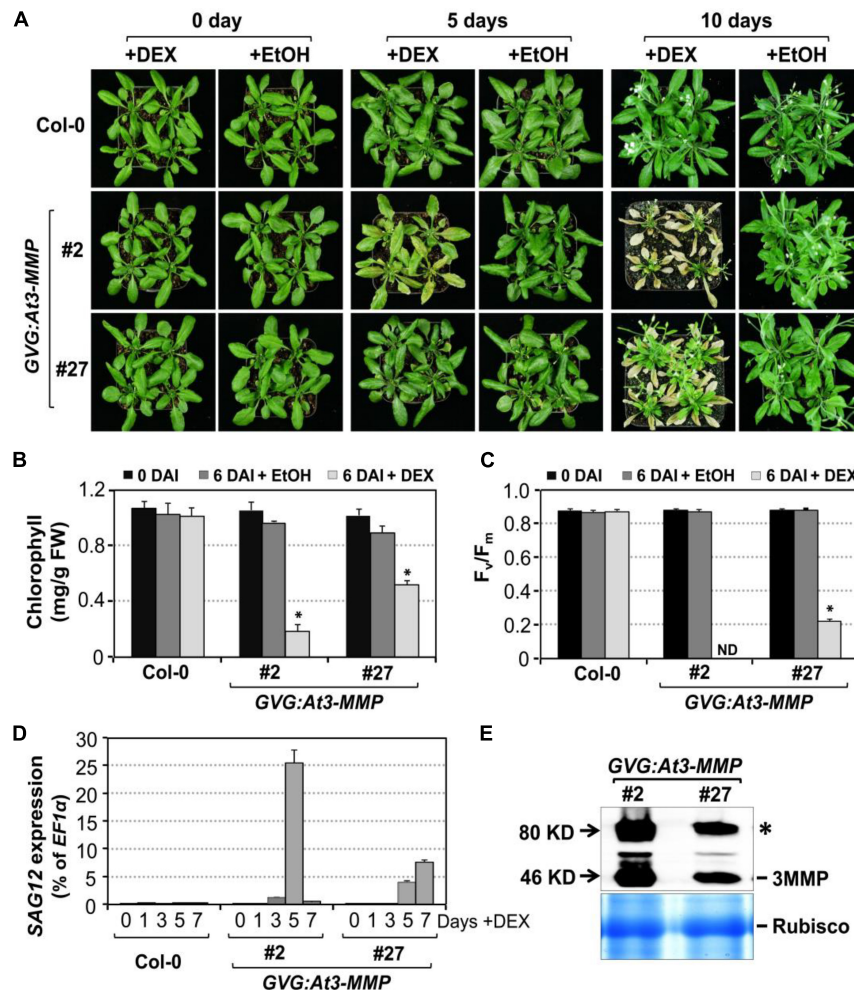 A
0 day 5 days 10 days
+DEX +EtOH +DEX +EtOH +DEX +EtOH
Col-0
GVG:At3-MMP
#2
#27
B
0 DAI 6 DAI + EtOH 6 DAI + DEX
Chlorophyll
(mg/g FW)
1.2
0.8
0.4
0
*
*
Col-0 #2 #27
GVG:At3-MMP
C
0 DAI 6 DAI + EtOH 6 DAI + DEX
Fv/Fm
1.0
0.8
0.6
0.4
0.2
0
ND
*
Col-0 #2 #27
GVG:At3-MMP
D
SAG12 expression
(% of EF1α)
30
25
20
15
10
5
0
0 1 3 5 7 0 1 3 5 7 0 1 3 5 7 Days +DEX
Col-0 #2 #27
GVG:At3-MMP
E
GVG:At3-MMP
#2 #27
80 KD *
46 KD 3MMP
Rubisco